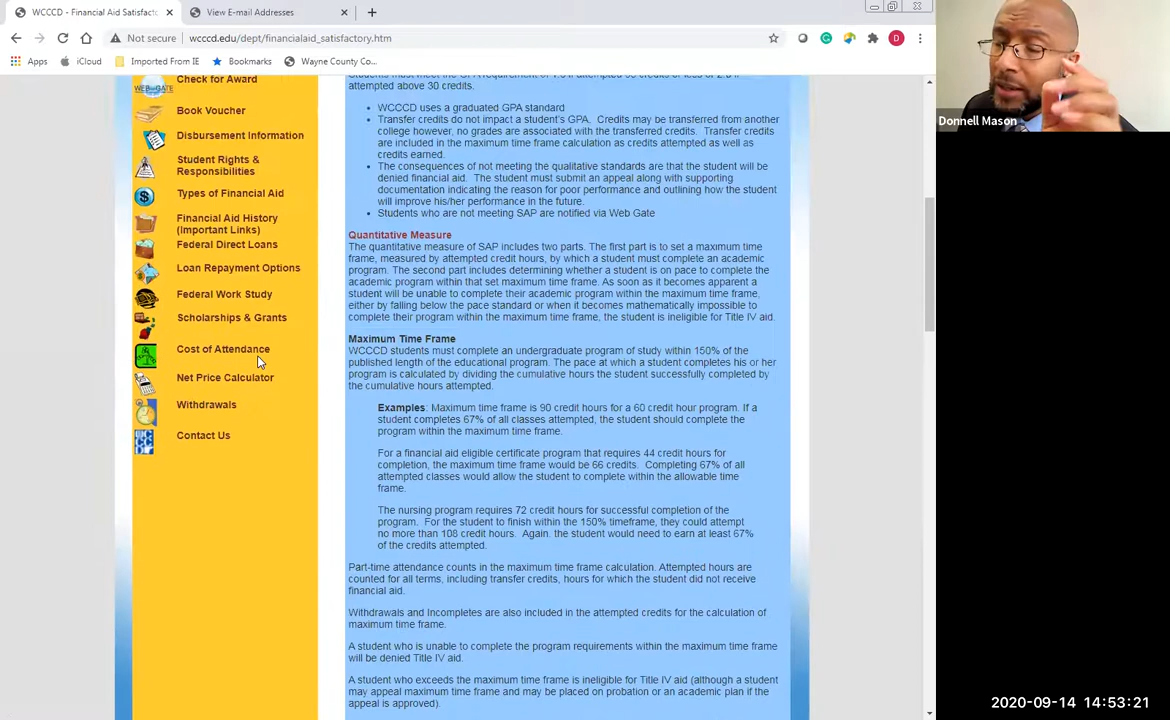 WCCCD - Financial Aid Satisfacto
View E-mail Addresses
Not secure
wcccd.edu/dept/financialaid_satisfactory.htm
D
Apps
iCloud
Imported From IE
Bookmarks
Wayne County Co...
Check for Award
WEB GATE
Book Voucher
Disbursement Information
Student Rights &
Responsibilities
Types of Financial Aid
Financial Aid History
(Important Links)
Federal Direct Loans
Loan Repayment Options
Federal Work Study
Scholarships & Grants
Cost of Attendance
Net Price Calculator
Withdrawals
Contact Us
attempted above 30 credits.
• WCCCD uses a graduated GPA standard
• Transfer credits do not impact a student's GPA. Credits may be transferred from another
college however, no grades are associated with the transferred credits. Transfer credits
are included in the maximum time frame calculation as credits attempted as well as
credits earned.
• The consequences of not meeting the qualitative standards are that the student will be
denied financial aid. The student must submit an appeal along with supporting
documentation indicating the reason for poor performance and outlining how the student
will improve his/her performance in the future.
• Students who are not meeting SAP are notified via Web Gate
Quantitative Measure
The quantitative measure of SAP includes two parts. The first part is to set a maximum time
frame, measured by attempted credit hours, by which a student must complete an academic
program. The second part includes determining whether a student is on pace to complete the
academic program within that set maximum time frame. As soon as it becomes apparent a
student will be unable to complete their academic program within the maximum time frame,
either by falling below the pace standard or when it becomes mathematically impossible to
complete their program within the maximum time frame, the student is ineligible for Title IV aid.
Maximum Time Frame
WCCCD students must complete an undergraduate program of study within 150% of the
published length of the educational program. The pace at which a student completes his or her
program is calculated by dividing the cumulative hours the student successfully completed by
the cumulative hours attempted.
Examples: Maximum time frame is 90 credit hours for a 60 credit hour program. If a
student completes 67% of all classes attempted, the student should complete the
program within the maximum time frame.
For a financial aid eligible certificate program that requires 44 credit hours for
completion, the maximum time frame would be 66 credits. Completing 67% of all
attempted classes would allow the student to complete within the allowable time
frame.
The nursing program requires 72 credit hours for successful completion of the
program. For the student to finish within the 150% timeframe, they could attempt
no more than 108 credit hours. Again. the student would need to earn at least 67%
of the credits attempted.
Part-time attendance counts in the maximum time frame calculation. Attempted hours are
counted for all terms, including transfer credits, hours for which the student did not receive
financial aid.
Withdrawals and Incompletes are also included in the attempted credits for the calculation of
maximum time frame.
A student who is unable to complete the program requirements within the maximum time frame
will be denied Title IV aid.
A student who exceeds the maximum time frame is ineligible for Title IV aid (although a student
may appeal maximum time frame and may be placed on probation or an academic plan if the
appeal is approved).
Donnell Mason
2020-09-14 14:53:21